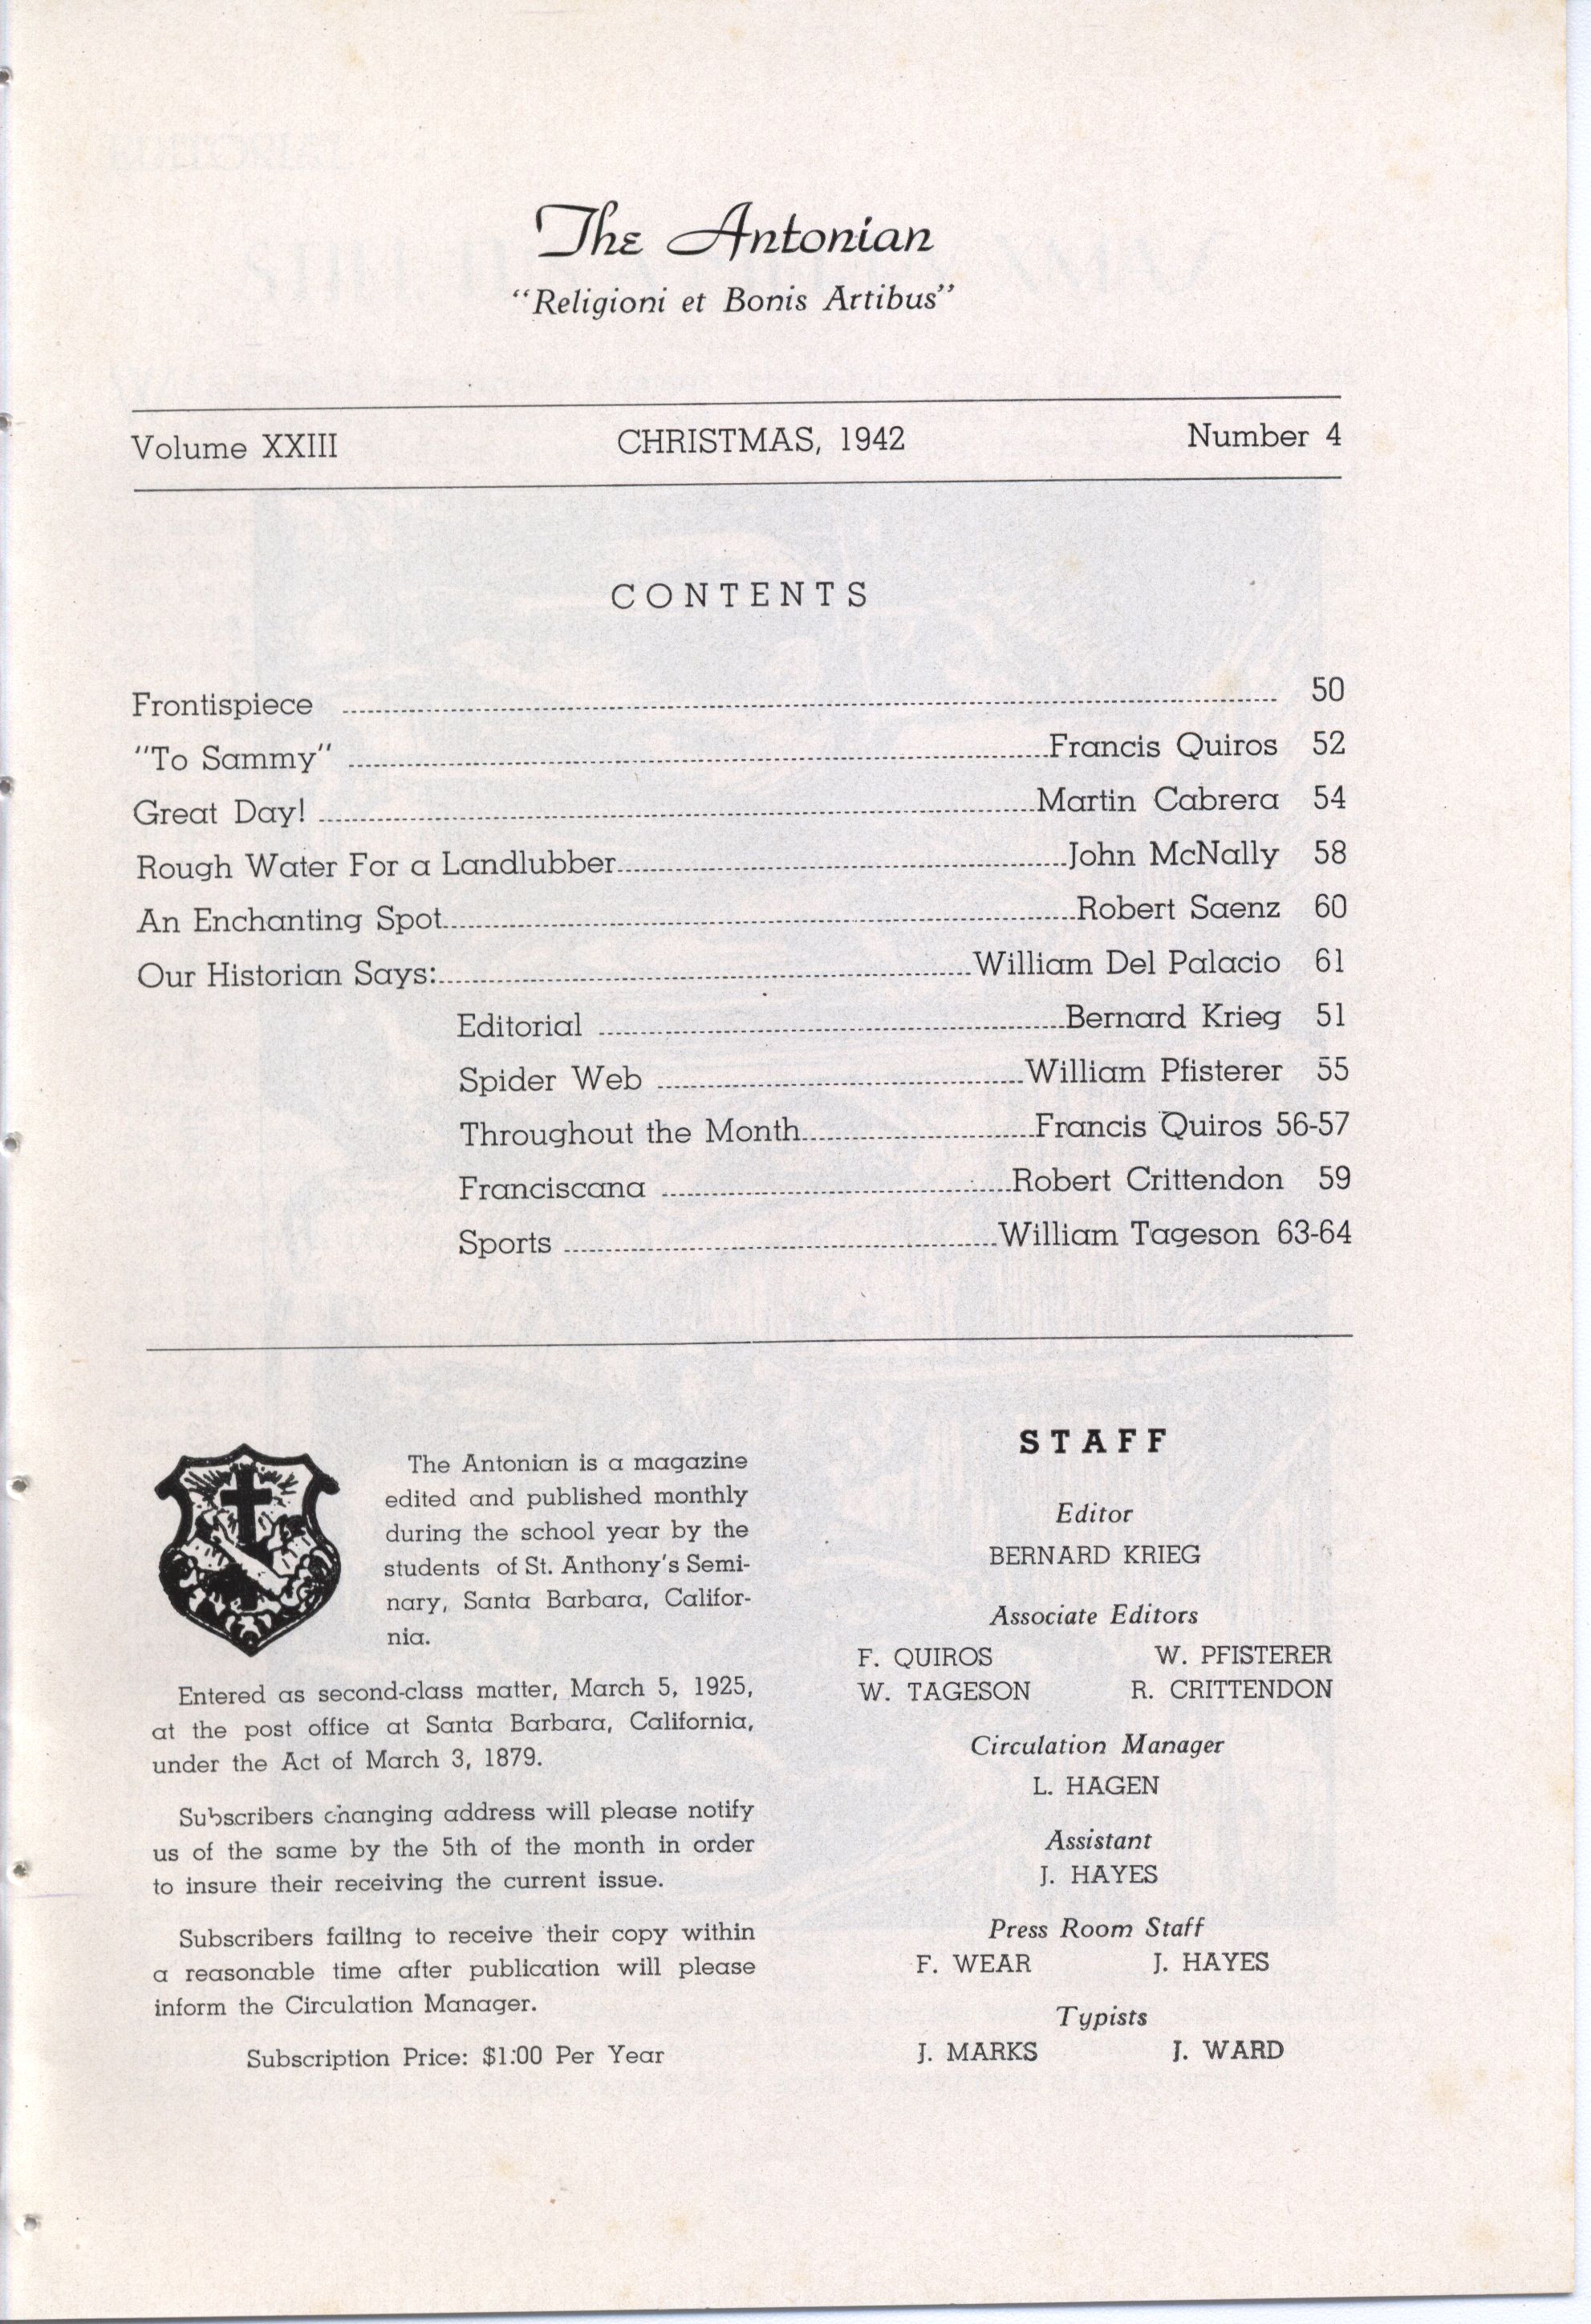 The Antonian
“Religioni et Bonis Artibus”
Volume XXIII CHRISTMAS, 1942 Number 4
CONTENTS
Frontispiece 50
"To Sammy" Francis Quiros 52
Great Day! Martin Cabrera 54
Rough Water For a Landlubber Jonn McNally 58
An Enchanting Spot Robert Saenz 60
Our Historian Says: William Del Palacio 61
Editorial Bernard Krieg 51
Spider Web William Pfisterer 55
Throughout the Month Francis Quiros 56-57
Franciscana Robert Crittendon 59
Sports William Tageson 63-64
The Antonian is a magazine
edited and published monthly
during the school year by the
students of St. Anthony's Semi-
nary, Santa Barbara, Califor-
nia.
Entered as second-class matter, March 5, 1925,
at the post office at Santa Barbara, California,
under the Act of March 3, 1879.
Subscribers changing address will please notify
us of the same by the 5th of the month in order
to insure their receiving the current issue.
Subscribers failing to receive their copy within
a reasonable time after publication will please
inform the Circulation Manager.
Subscription Price: $1:00 Per Year
STAFF
Editor
BERNARD KRIEG
Associate Editors
F. QUIROS W. PFISTERER
W. TAGESON R. CRITTENDON
Circulation Manager
L. HAGEN
Assistant
J. HAYES
Press Room Staff
F. WEAR J. HAYES
Typists
J. MARKS J. WARD